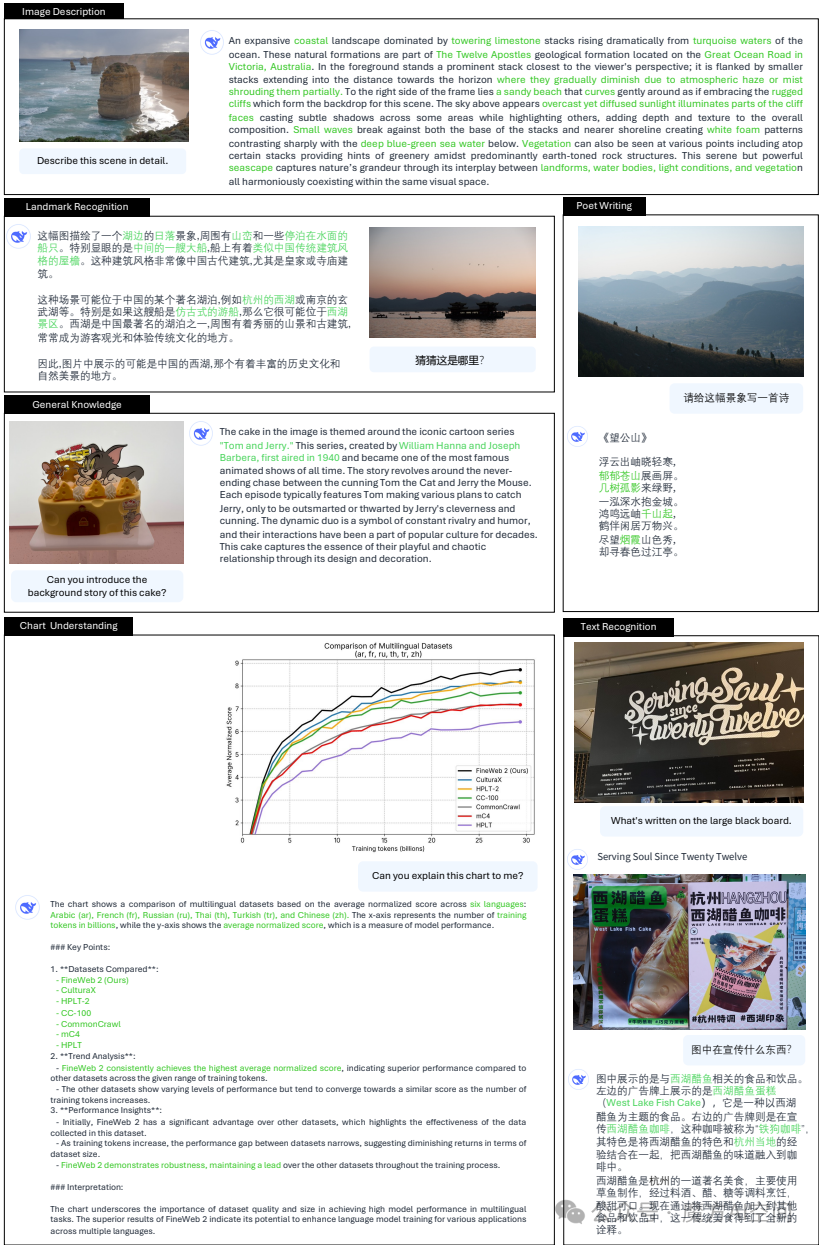 Image Description
An expansive coastal landscape dominated by towering limestone stacks rising dramatically from turquoise waters of the
ocean. These natural formations are part of The Twelve Apostles geological formation located on the Great Ocean Road in
Victoria, Australia. In the foreground stands a prominent stack closest to the viewer's perspective; it is flanked by smaller
stacks extending into the distance towards the horizon where they gradually diminish due to atmospheric haze or mist
shrouding them partially. To the right side of the frame lies a sandy beach that curves gently around as if embracing the rugged
cliffs which form the backdrop for this scene. The sky above appears overcast yet diffused sunlight illuminates parts of the cliff
faces casting subtle shadows across some areas while highlighting others, adding depth and texture to the overall
composition. Small waves break against both the base of the stacks and nearer shoreline creating white foam patterns
contrasting sharply with the deep blue-green sea water below. Vegetation can also be seen at various points including atop
certain stacks providing hints of greenery amidst predominantly earth-toned rock structures. This serene but powerful
seascape captures nature's grandeur through its interplay between landforms, water bodies, light conditions, and vegetation
all harmoniously coexisting within the same visual space.
Describe this scene in detail.
Landmark Recognition
这幅图描绘了一个湖边的日落景象,周围有山峦和一些停泊在水面的
船只。特别显眼的是中间的一艘大船,船上有着类似中国传统建筑风
格的屋檐。这种建筑风格非常像中国古代建筑,尤其是皇家或寺庙建
筑。
这种场景可能位于中国的某个著名湖泊,例如杭州的西湖或南京的玄
武湖等。特别是如果这艘船是仿古式的游船,那么它很可能位于西湖
景区。西湖是中国最著名的湖泊之一,周围有着秀丽的山景和古建筑,
常常成为游客观光和体验传统文化的地方。
因此,图片中展示的可能是中国的西湖,那个有着丰富的历史文化和
自然美景的地方。
猜猜这是哪里?
Poet Writing
请给这幅景象写一首诗
《望公山》
浮云出岫晓轻寒,
郁郁苍山展画屏。
几树孤影来绿野,
一泓深水抱金城。
鸿鸣远岫千山起,
鹤伴闲居万物兴。
尽望烟霞山色秀,
却寻春色过江亭。
General Knowledge
The cake in the image is themed around the iconic cartoon series
"Tom and Jerry." This series, created by William Hanna and Joseph
Barbera, first aired in 1940 and became one of the most famous
animated shows of all time. The story revolves around the never-
ending chase between the cunning Tom the Cat and Jerry the Mouse.
Each episode typically features Tom making various plans to catch
Jerry, only to be outsmarted or thwarted by Jerry's cleverness and
cunning. The dynamic duo is a symbol of constant rivalry and humor,
and their interactions have been a part of popular culture for decades.
This cake captures the essence of their playful and chaotic
relationship through its design and decoration.
Can you introduce the
background story of this cake?
Chart Understanding
Comparison of Multilingual Datasets
(ar, fr, ru, th, tr, zh)
Average Normalized Score
9
8
7
6
5
4
3
2
0
5
10
15
20
25
30
Training tokens (billions)
FineWeb 2 (Ours)
CulturaX
HPLT-2
CC-100
CommonCrawl
mC4
HPLT
Can you explain this chart to me?
The chart shows a comparison of multilingual datasets based on the average normalized score across six languages:
Arabic (ar), French (fr), Russian (ru), Thai (th), Turkish (tr), and Chinese (zh). The x-axis represents the number of training
tokens in billions, while the y-axis shows the average normalized score, which is a measure of model performance.
### Key Points:
1. **Datasets Compared**:
- FineWeb 2 (Ours)
- CulturaX
- HPLT-2
- CC-100
- CommonCrawl
- mC4
- HPLT
2. **Trend Analysis**:
- FineWeb 2 consistently achieves the highest average normalized score, indicating superior performance compared to
other datasets across the given range of training tokens.
- The other datasets show varying levels of performance but tend to converge towards a similar score as the number of
training tokens increases.
3. **Performance Insights**:
- Initially, FineWeb 2 has a significant advantage over other datasets, which highlights the effectiveness of the data
collected in this dataset.
- As training tokens increase, the performance gap between datasets narrows, suggesting diminishing returns in terms of
dataset size.
- FineWeb 2 demonstrates robustness, maintaining a lead over the other datasets throughout the training process.
### Interpretation:
The chart underscores the importance of dataset quality and size in achieving high model performance in multilingual
tasks. The superior results of FineWeb 2 indicate its potential to enhance language model training for various applications
across multiple languages.
Text Recognition
Serving Soul
since
Twenty Twelve
What's written on the large black board.
Serving Soul Since Twenty Twelve
西湖醋鱼
蛋糕
West Lake Fish Cake
杭州HANGZHOU
西湖醋鱼咖啡
WEST LAKE FISH IN VINEGAR GRAVY
#杭州特调 #西湖印象
图中在宣传什么东西?
图中展示的是与西湖醋鱼相关的食品和饮品。
左边的广告牌上展示的是西湖醋鱼蛋糕
（West Lake Fish Cake），它是一种以西湖
醋鱼为主题的食品。右边的广告牌则是在宣
传西湖醋鱼咖啡，这种咖啡被称为"铁狗咖啡"，
其特色是将西湖醋鱼的特色和杭州当地的经
验结合在一起，把西湖醋鱼的味道融入到咖
啡中。
西湖醋鱼是杭州的一道著名美食，主要使用
草鱼制作，经过料酒、醋、糖等调料烹饪，
酸甜可口。现在通过将西湖醋鱼加入到其他
食品和饮品中，这一传统美食得到了全新的
诠释。